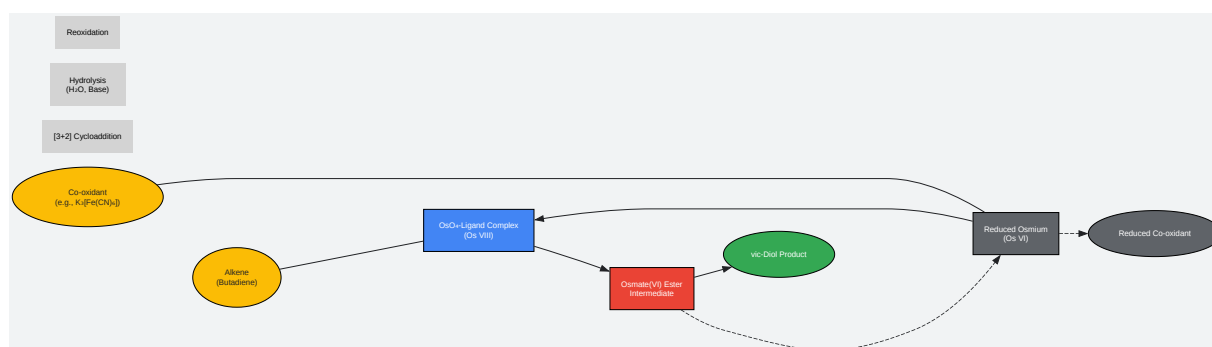 Reoxidation
Hydrolysis
(H₂O, Base)
[3+2] Cycloaddition
Co-oxidant
(e.g., K₃[Fe(CN)₆])
Alkene
(Butadiene)
OsO₄-Ligand Complex
(Os VIII)
Osmate(VI) Ester
Intermediate
vic-Diol Product
Reduced Osmium
(Os VI)
Reduced Co-oxidant